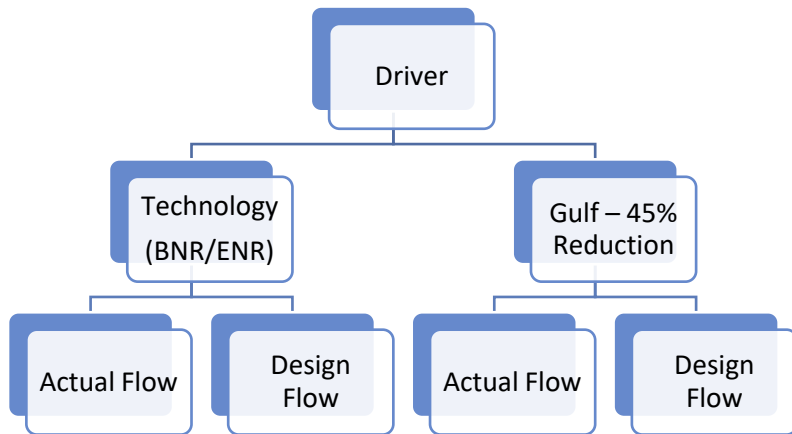 Driver
Technology
(BNR/ENR)
Gulf – 45%
Reduction
Actual Flow
Design
Flow
Actual Flow
Design
Flow